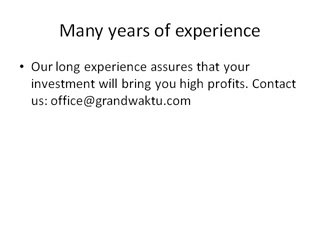 Many years of experience
• Our long experience assures that your
investment will bring you high profits. Contact
us: office@grandwaktu.com